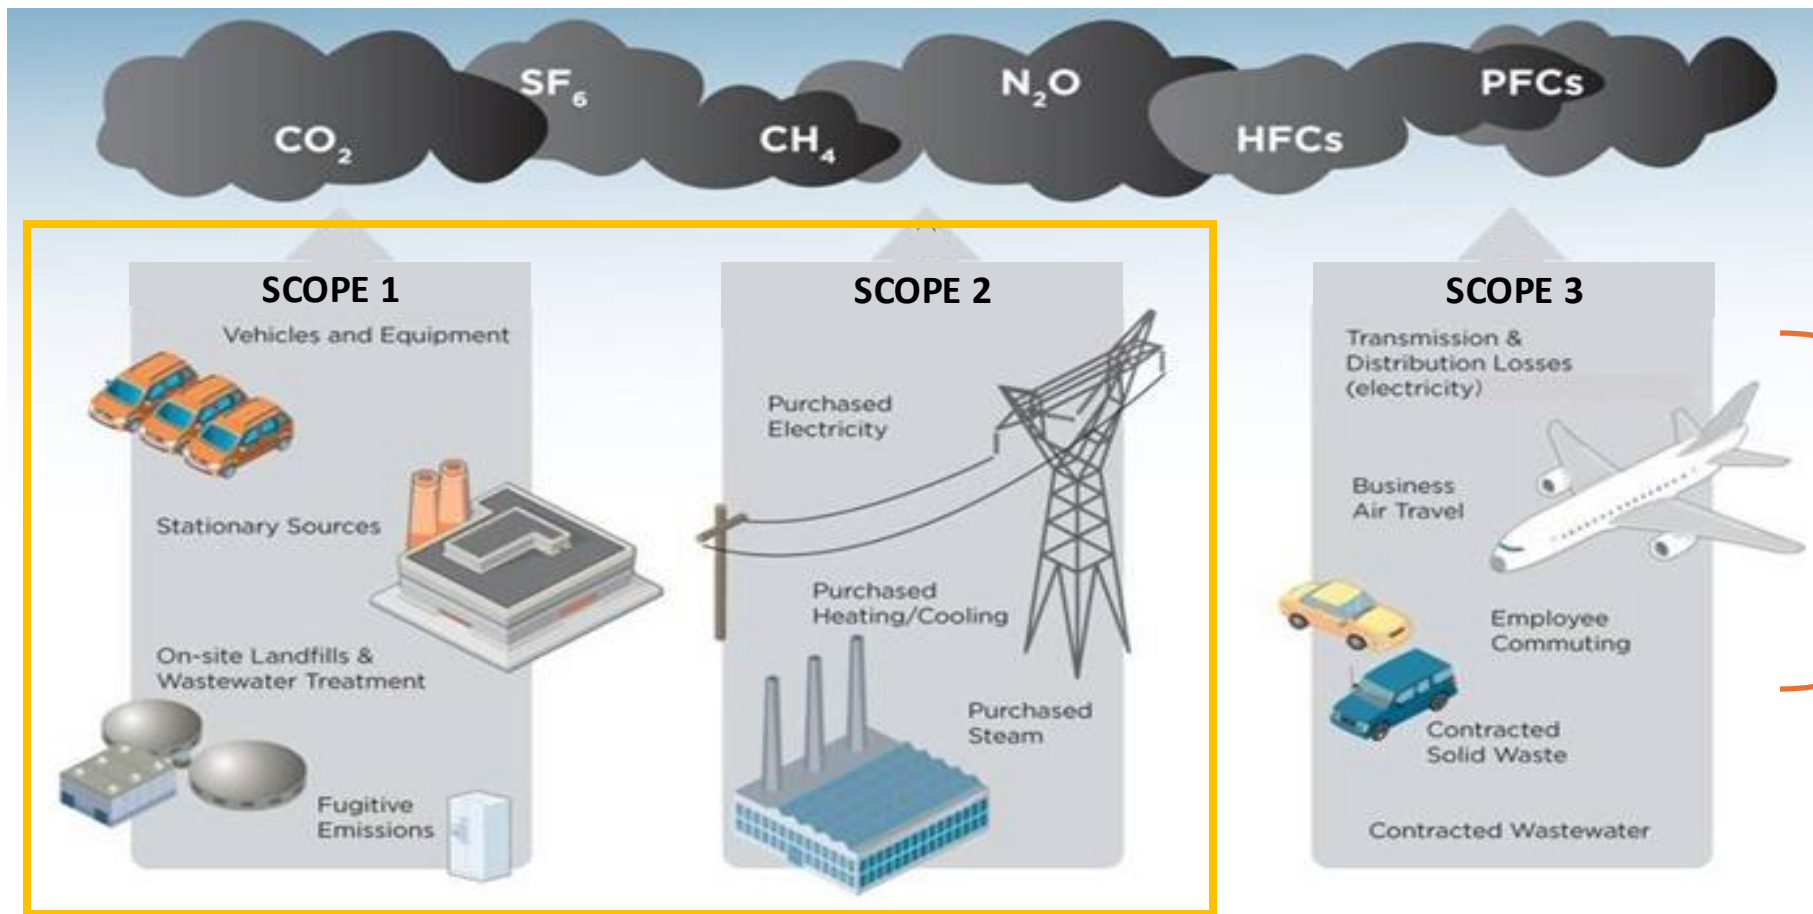 CO₂
SF₆
CH₄
N₂O
HFCs
PFCs
SCOPE 1
Vehicles and Equipment
Stationary Sources
On-site Landfills &
Wastewater Treatment
Fugitive
Emissions
SCOPE 2
Purchased
Electricity
Purchased
Heating/Cooling
Purchased
Steam
SCOPE 3
Transmission &
Distribution Losses
(electricity)
Business
Air Travel
Employee
Commuting
Contracted
Solid Waste
Contracted Wastewater